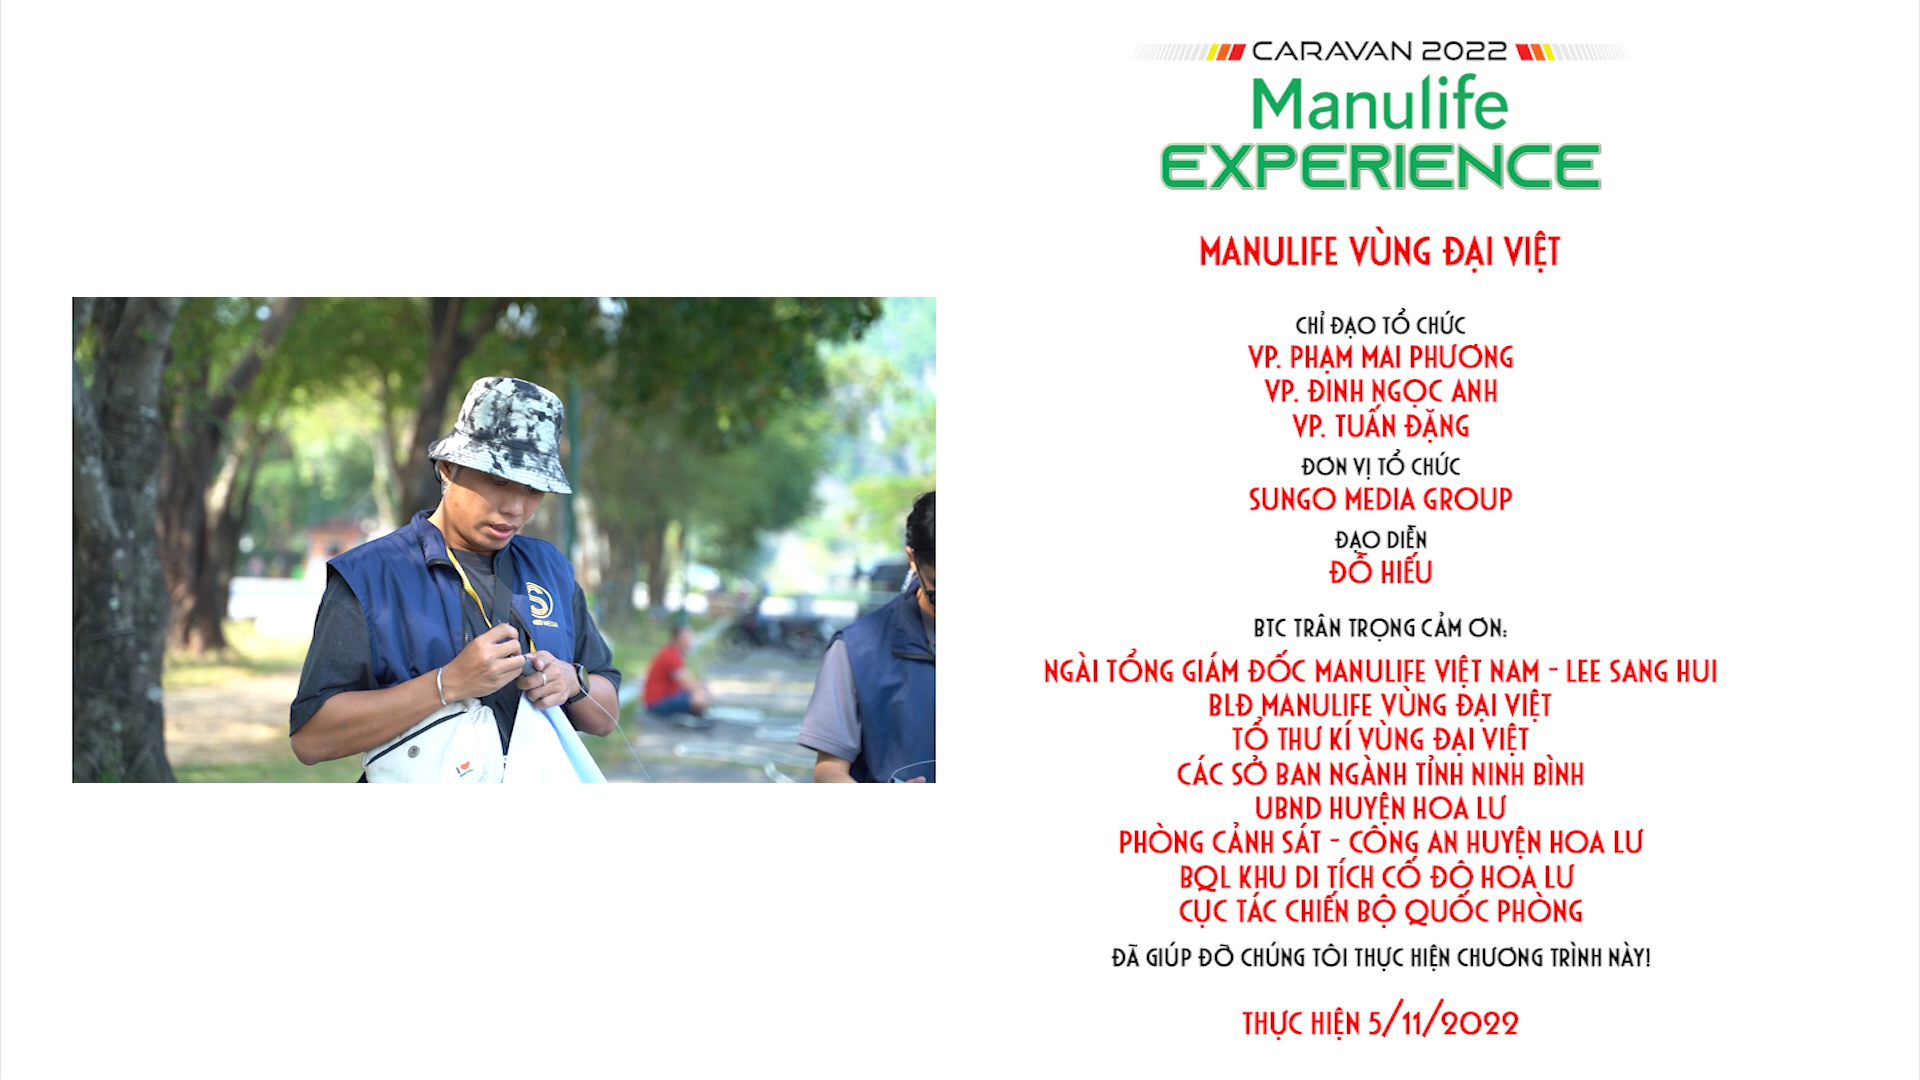 CARAVAN 2022
Manulife
EXPERIENCE
MANULIFE VÙNG ĐẠI VIỆT
CHỈ ĐẠO TỔ CHỨC
VP. PHẠM MAI PHƯƠNG
VP. ĐINH NGỌC ANH
VP. TUẤN ĐẶNG
ĐƠN VỊ TỔ CHỨC
SUNGO MEDIA GROUP
ĐẠO DIỄN
ĐỖ HIẾU
BTC TRÂN TRỌNG CẢM ƠN:
NGÀI TỔNG GIÁM ĐỐC MANULIFE VIỆT NAM - LEE SANG HUI
BLĐ MANULIFE VÙNG ĐẠI VIỆT
TỔ THƯ KÍ VÙNG ĐẠI VIỆT
CÁC SỞ BAN NGÀNH TỈNH NINH BÌNH
UBND HUYỆN HOA LƯ
PHÒNG CẢNH SÁT - CÔNG AN HUYỆN HOA LƯ
BQL KHU DI TÍCH CỐ ĐÔ HOA LƯ
CỤC TÁC CHIẾN BỘ QUỐC PHÒNG
ĐÃ GIÚP ĐỠ CHÚNG TÔI THỰC HIỆN CHƯƠNG TRÌNH NÀY!
THỰC HIỆN 5/11/2022